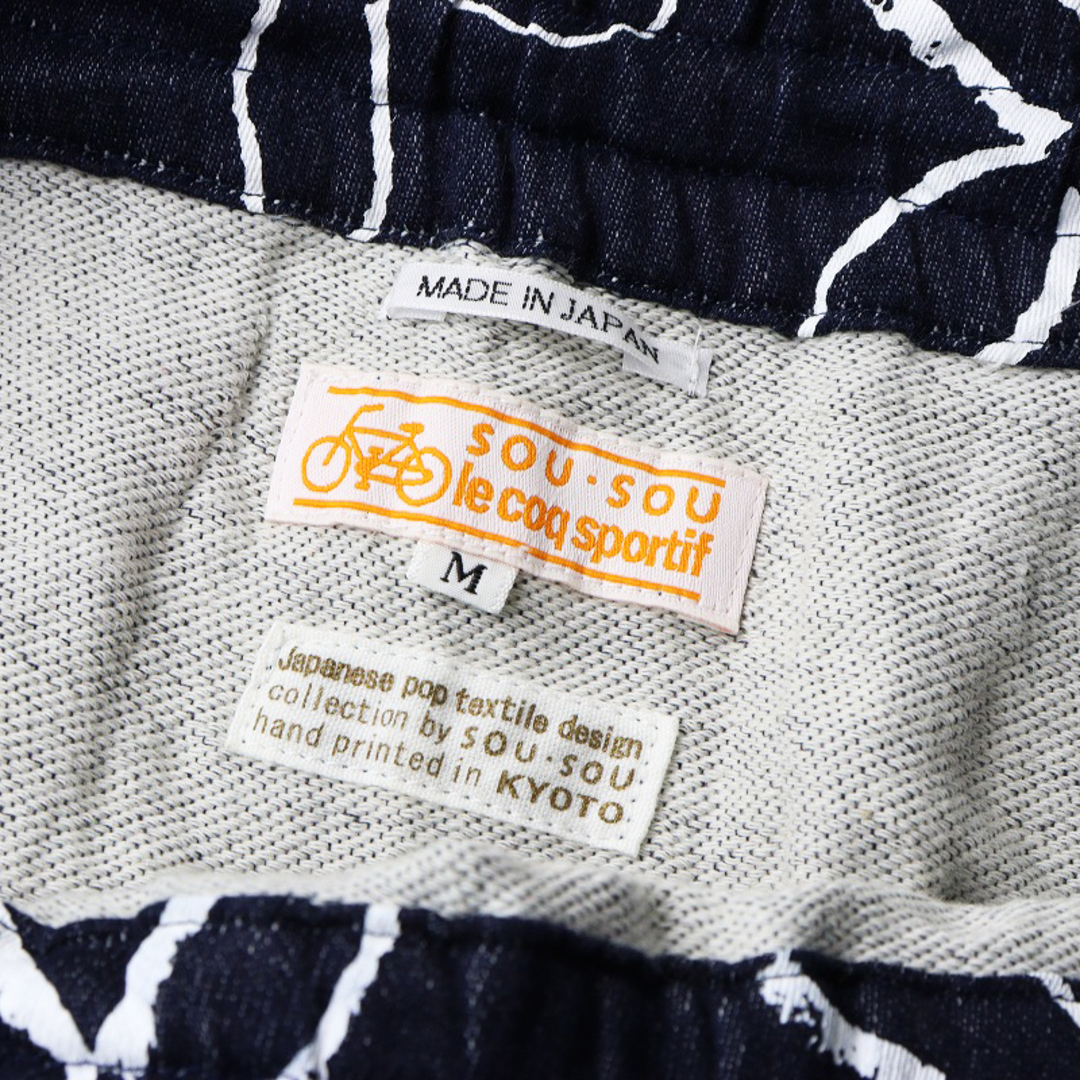 MADE IN JAPAN
SOU・SOU
le coq sportif
M
Japanese pop textile design
collection by SOU・SOU
hand printed in KYOTO